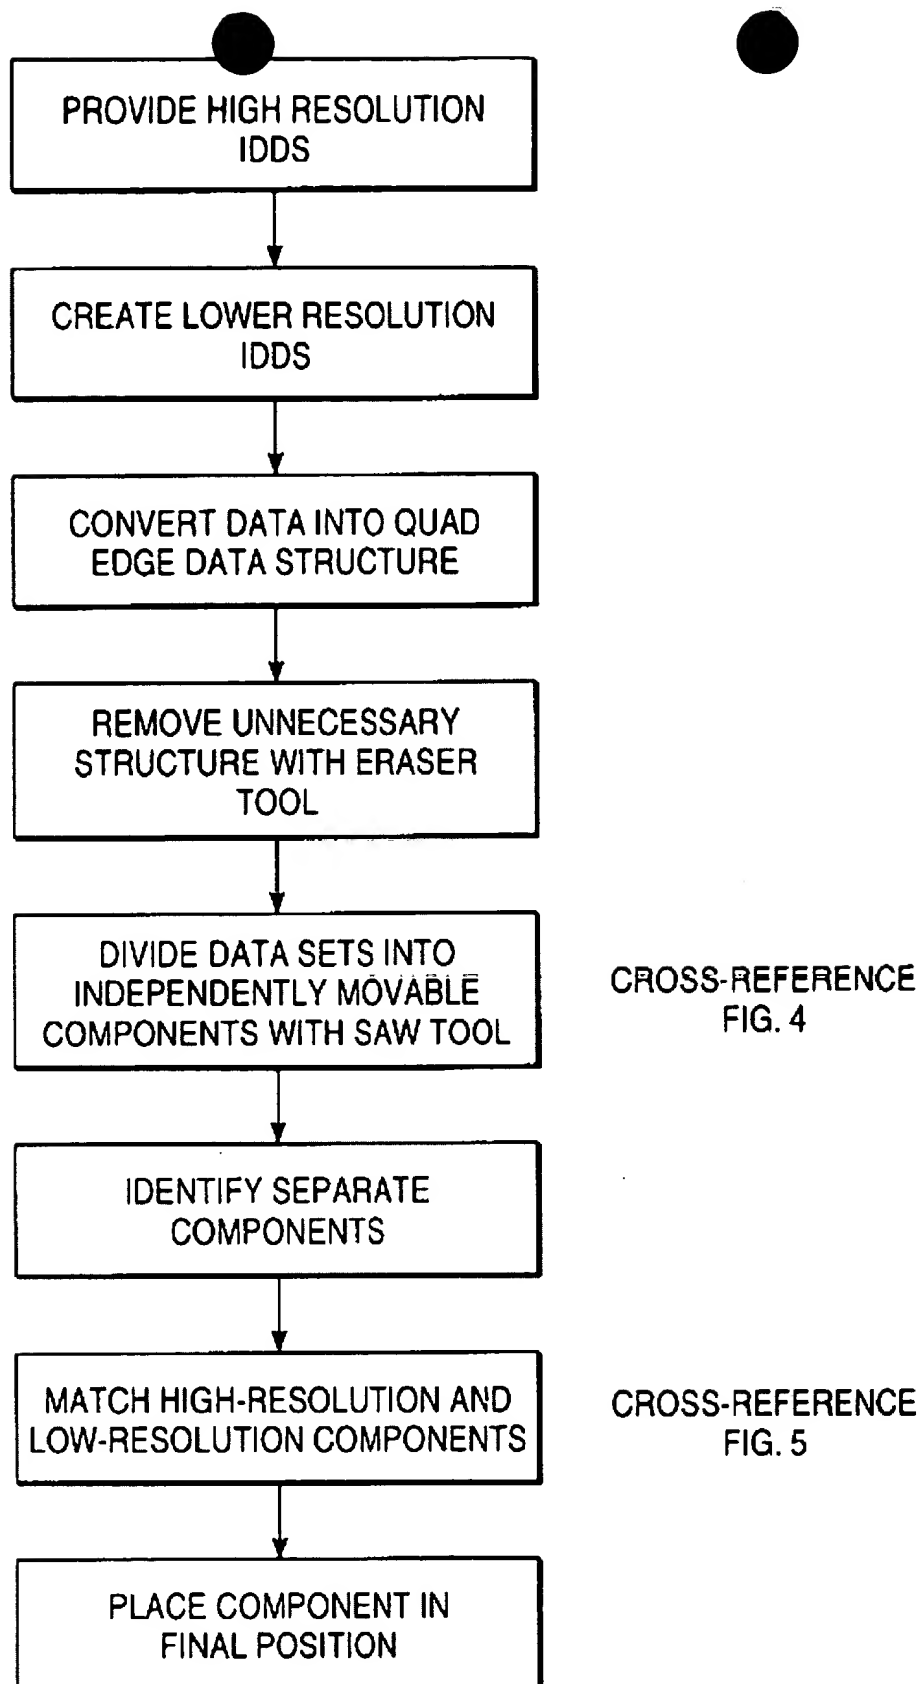 PROVIDE HIGH RESOLUTION
IDDS
CREATE LOWER RESOLUTION
IDDS
CONVERT DATA INTO QUAD
EDGE DATA STRUCTURE
REMOVE UNNECESSARY
STRUCTURE WITH ERASER
TOOL
DIVIDE DATA SETS INTO
INDEPENDENTLY MOVABLE
COMPONENTS WITH SAW TOOL
CROSS-REFERENCE
FIG. 4
IDENTIFY SEPARATE
COMPONENTS
MATCH HIGH-RESOLUTION AND
LOW-RESOLUTION COMPONENTS
CROSS-REFERENCE
FIG. 5
PLACE COMPONENT IN
FINAL POSITION